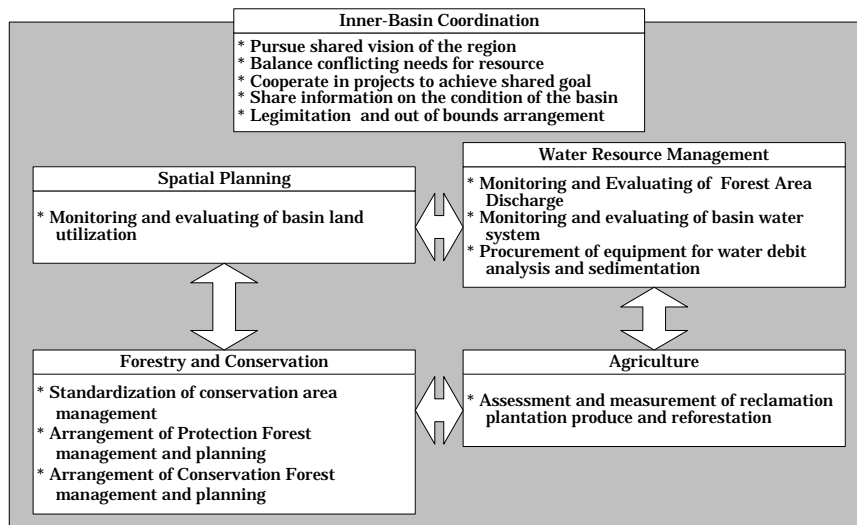 Inner-Basin Coordination
* Pursue shared vision of the region
* Balance conflicting needs for resource
* Cooperate in projects to achieve shared goal
* Share information on the condition of the basin
* Legimitation and out of bounds arrangement
Spatial Planning
* Monitoring and evaluating of basin land
utilization
Water Resource Management
* Monitoring and Evaluating of Forest Area
Discharge
* Monitoring and evaluating of basin water
system
* Procurement of equipment for water debit
analysis and sedimentation
Forestry and Conservation
* Standardization of conservation area
management
* Arrangement of Protection Forest
management and planning
* Arrangement of Conservation Forest
management and planning
Agriculture
* Assessment and measurement of reclamation
plantation produce and reforestation